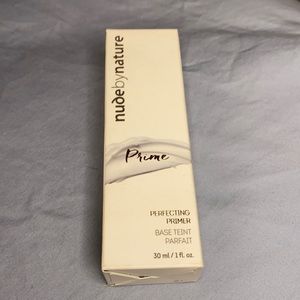 nudebynature
Prime
PERFECTING
PRIMER
BASE TEINT
PARFAIT
30 ml / 1 fl. oz.